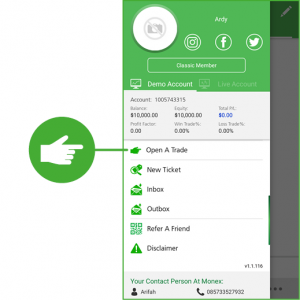 Ardy
Classic Member
Demo Account Live Account
Account: 1005743315
Balance: Equity: Total P/L:
$10,000.00 $10,000.00 $0.00
Profit Factor: Win Trade%: Loss Trade%:
0.00 0.00% 0.00%
Open A Trade
New Ticket
Inbox
Outbox
Refer A Friend
Disclaimer
v1.1.116
Your Contact Person At Monex:
Arifah 085733527932